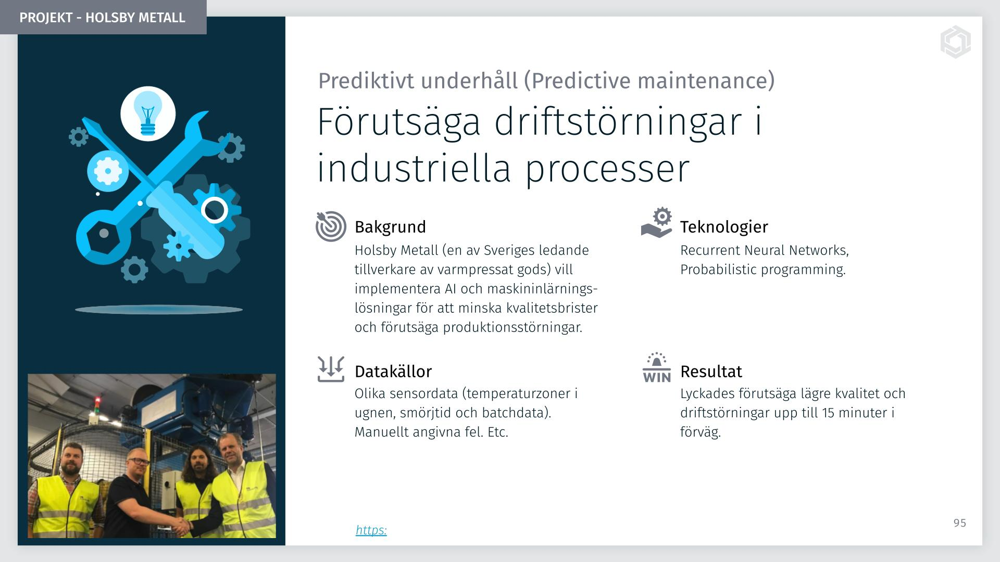 PROJEKT - HOLSBY METALL
Prediktivt underhåll (Predictive maintenance)
Förutsäga driftstörningar i
industriella processer
Bakgrund
Holsby Metall (en av Sveriges ledande
tillverkare av varmpressat gods) vill
implementera AI och maskininlärnings-
lösningar för att minska kvalitetsbrister
och förutsäga produktionsstörningar.
Teknologier
Recurrent Neural Networks,
Probabilistic programming.
Datakällor
Olika sensordata (temperaturzoner i
ugnen, smörjtid och batchdata).
Manuellt angivna fel. Etc.
WIN
Resultat
Lyckades förutsäga lägre kvalitet och
driftstörningar upp till 15 minuter i
förväg.
https:
95